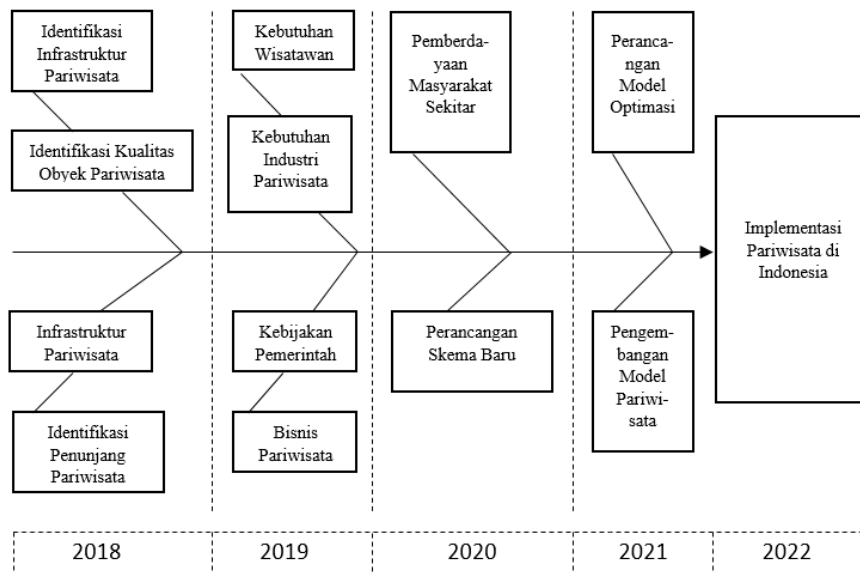 Identifikasi
Infrastruktur
Pariwisata
Identifikasi Kualitas
Obyek Pariwisata
Kebutuhan
Wisatawan
Kebutuhan
Industri
Pariwisata
Pemberda-
yaan
Masyarakat
Sekitar
Peranca-
ngan
Model
Optimasi
Implementasi
Pariwisata di
Indonesia
Infrastruktur
Pariwisata
Identifikasi
Penunjang
Pariwisata
Kebijakan
Pemerintah
Bisnis
Pariwisata
Perancangan
Skema Baru
Pengem-
bangan
Model
Pariwi-
sata
2018
2019
2020
2021
2022